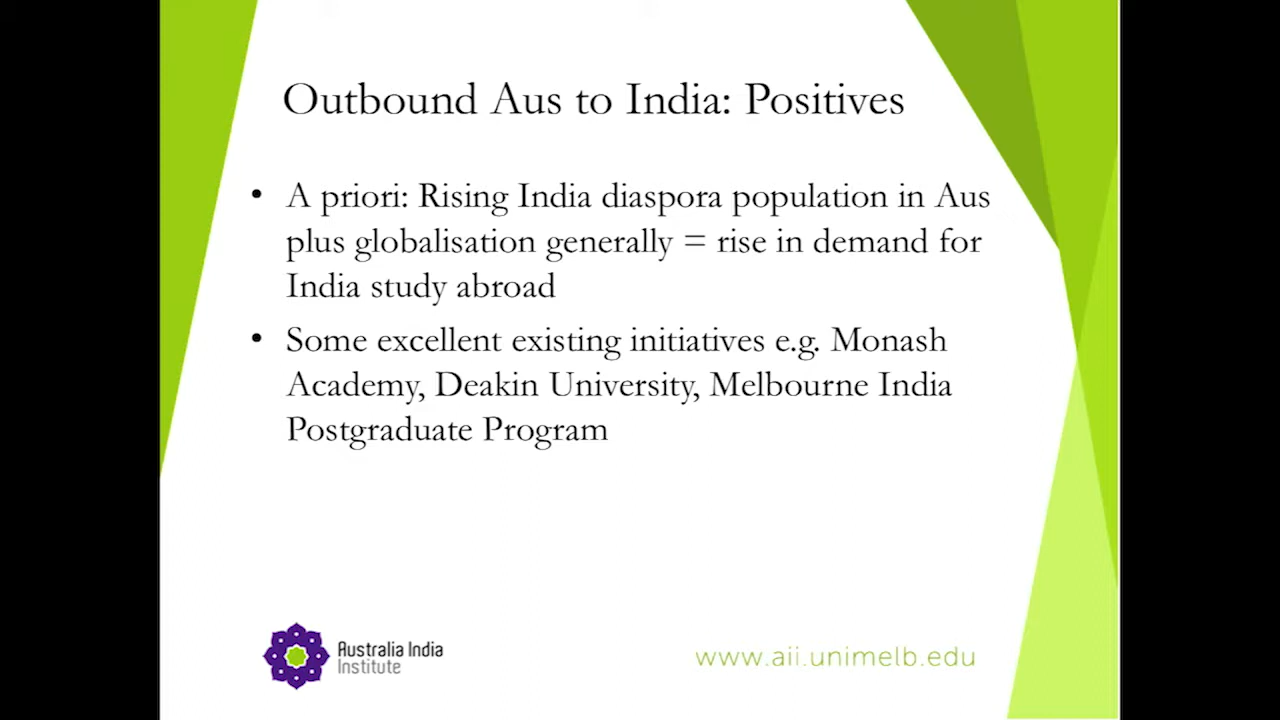 Outbound Aus to India: Positives
• A priori: Rising India diaspora population in Aus
plus globalisation generally = rise in demand for
India study abroad
• Some excellent existing initiatives e.g. Monash
Academy, Deakin University, Melbourne India
Postgraduate Program
Australia India
Institute
www.aii.unimelb.edu